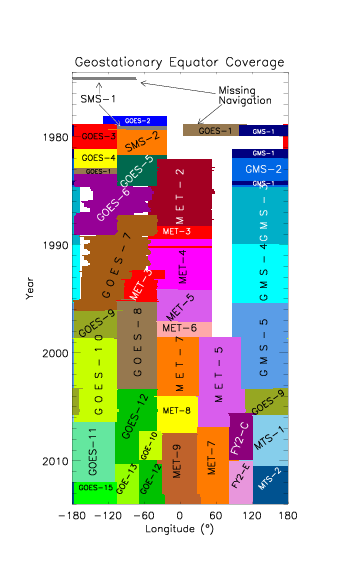 Geostationary Equator Coverage
SMS-1
Missing
Navigation
GOES-2
GOES-1
GMS-1
GOES-3
SMS-2
GOES-4
GMS-1
GOES-1
GOES-5
MET-2
GMS-2
GMS-1
GOES-6
GMS-3
MET-3
GOES-7
MET-4
GMS-4
MET-3
MET-5
GOES-9
GOES-8
MET-6
GMS-5
GOES-10
MET-7
MET-5
GOES-12
MET-8
GOES-9
GOES-11
GOE-10
FY2-C
MTS-1
MET-9
MET-7
GOES-15
GOE-13
GOE-12
FY2-E
MTS-2
Year
1980
1990
2000
2010
-180 -120 -60 0 60 120 180
Longitude (°)